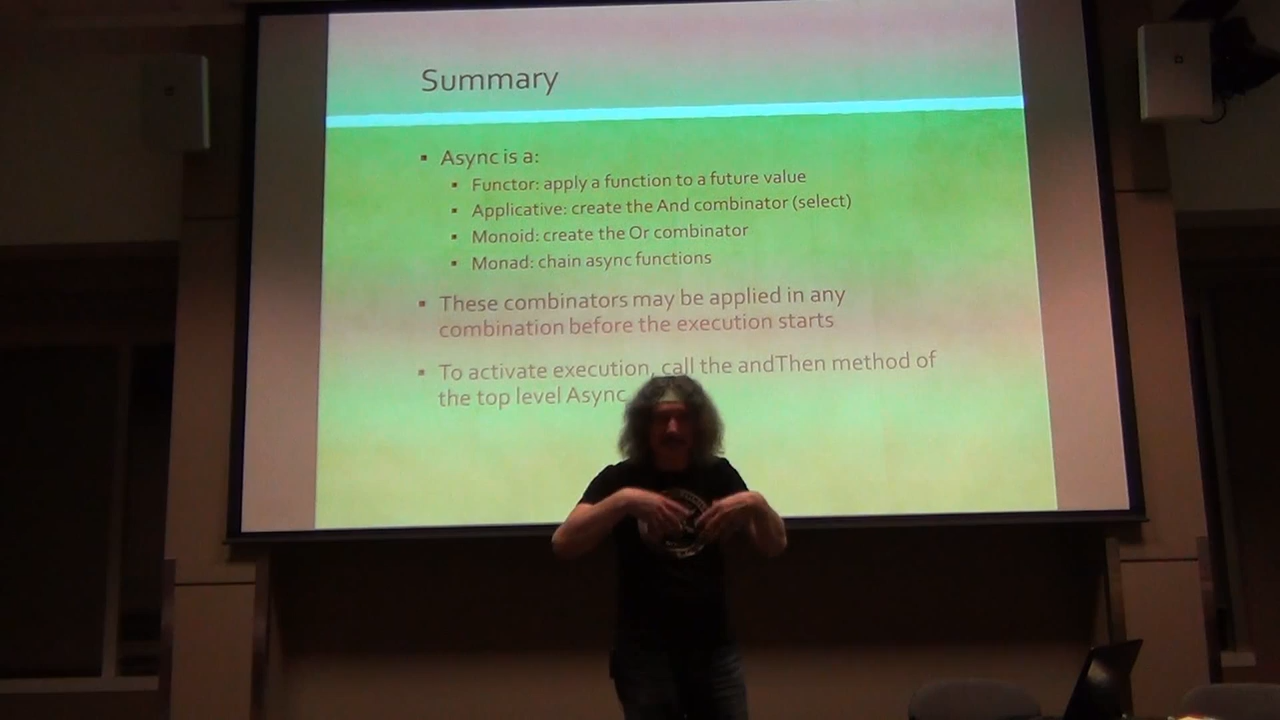 Summary
▪ Async is a:
▪ Functor: apply a function to a future value
▪ Applicative: create the And combinator (select)
▪ Monoid: create the Or combinator
▪ Monad: chain async functions
▪ These combinators may be applied in any
combination before the execution starts
▪ To activate execution, call the andThen method of
the top level Async